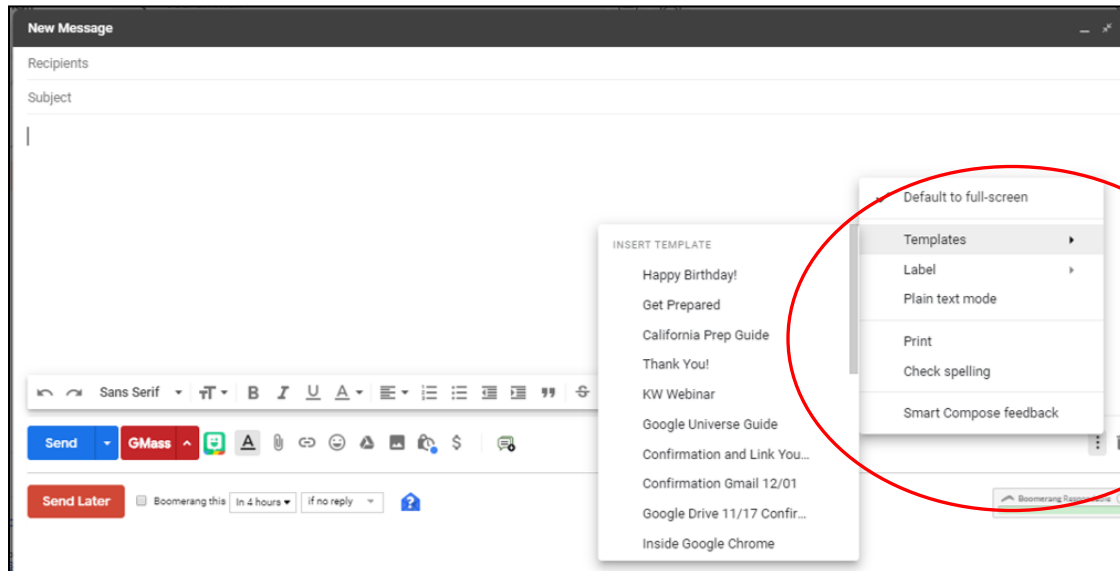 New Message
Recipients
Subject
Default to full-screen
Templates
Label
Plain text mode
Print
Check spelling
Smart Compose feedback
INSERT TEMPLATE
Happy Birthday!
Get Prepared
California Prep Guide
Thank You!
KW Webinar
Google Universe Guide
Confirmation and Link You...
Confirmation Gmail 12/01
Google Drive 11/17 Confir...
Inside Google Chrome
Sans Serif
Send GMass
Send Later Boomerang this In 4 hours if no reply
Boomerang Respondable